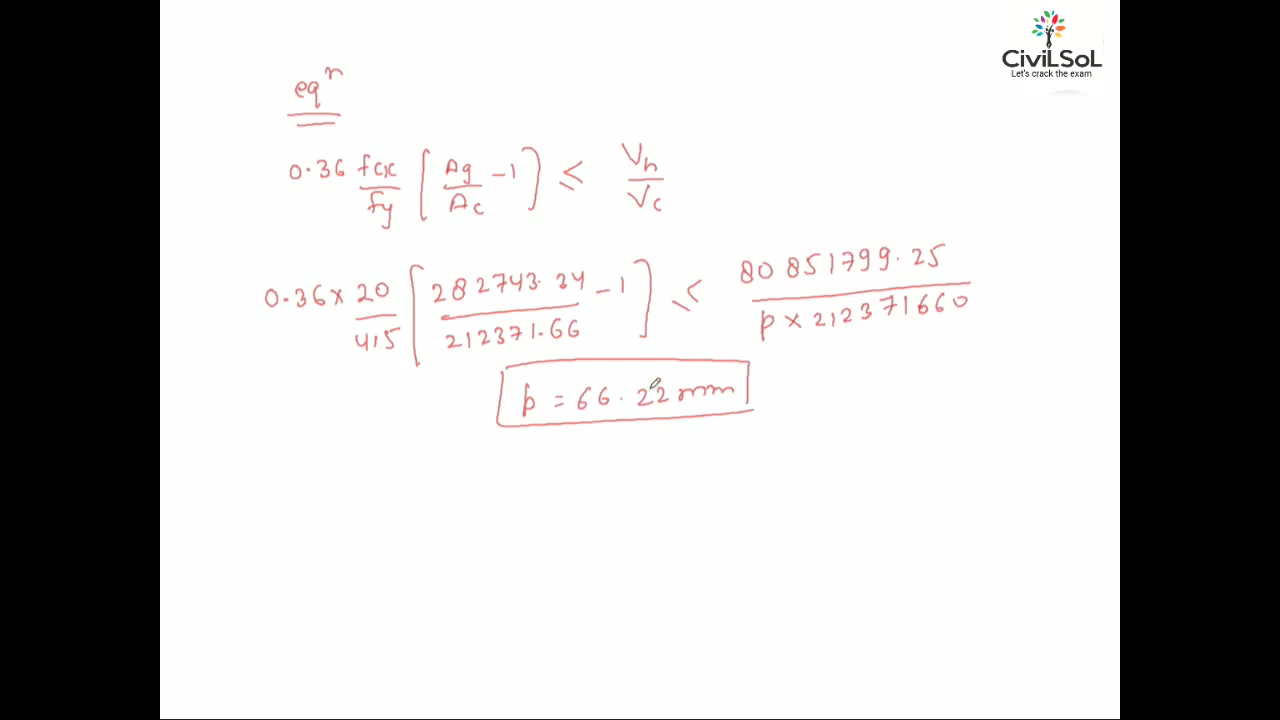 CiviLSoL
Let's crack the exam
eqⁿ
0.36 fck/fy [Ag/Ac - 1] ≤ Vh/Vc
0.36 × 20/415 [282743.34/212371.66 - 1] ≤ 80851799.25/p × 212371660
p = 66.22 mm